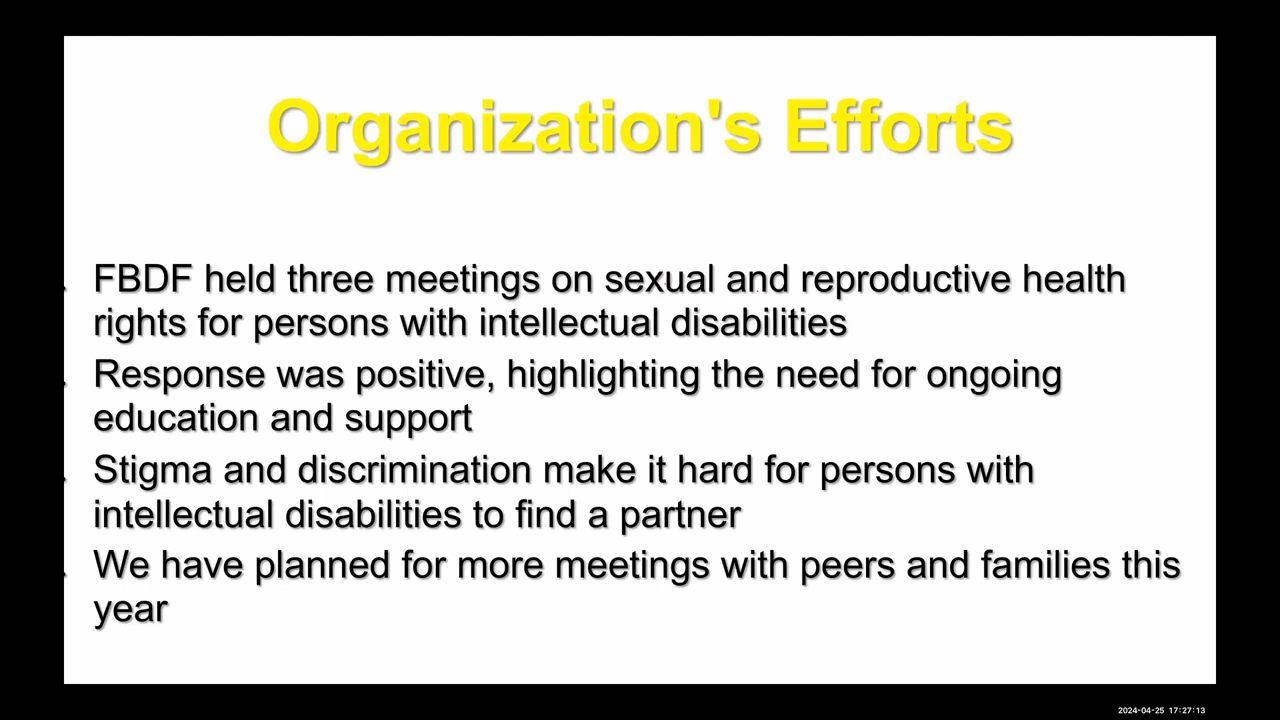 Organization's Efforts
FBDF held three meetings on sexual and reproductive health
rights for persons with intellectual disabilities
Response was positive, highlighting the need for ongoing
education and support
Stigma and discrimination make it hard for persons with
intellectual disabilities to find a partner
We have planned for more meetings with peers and families this
year
2024-04-25 17:27:13